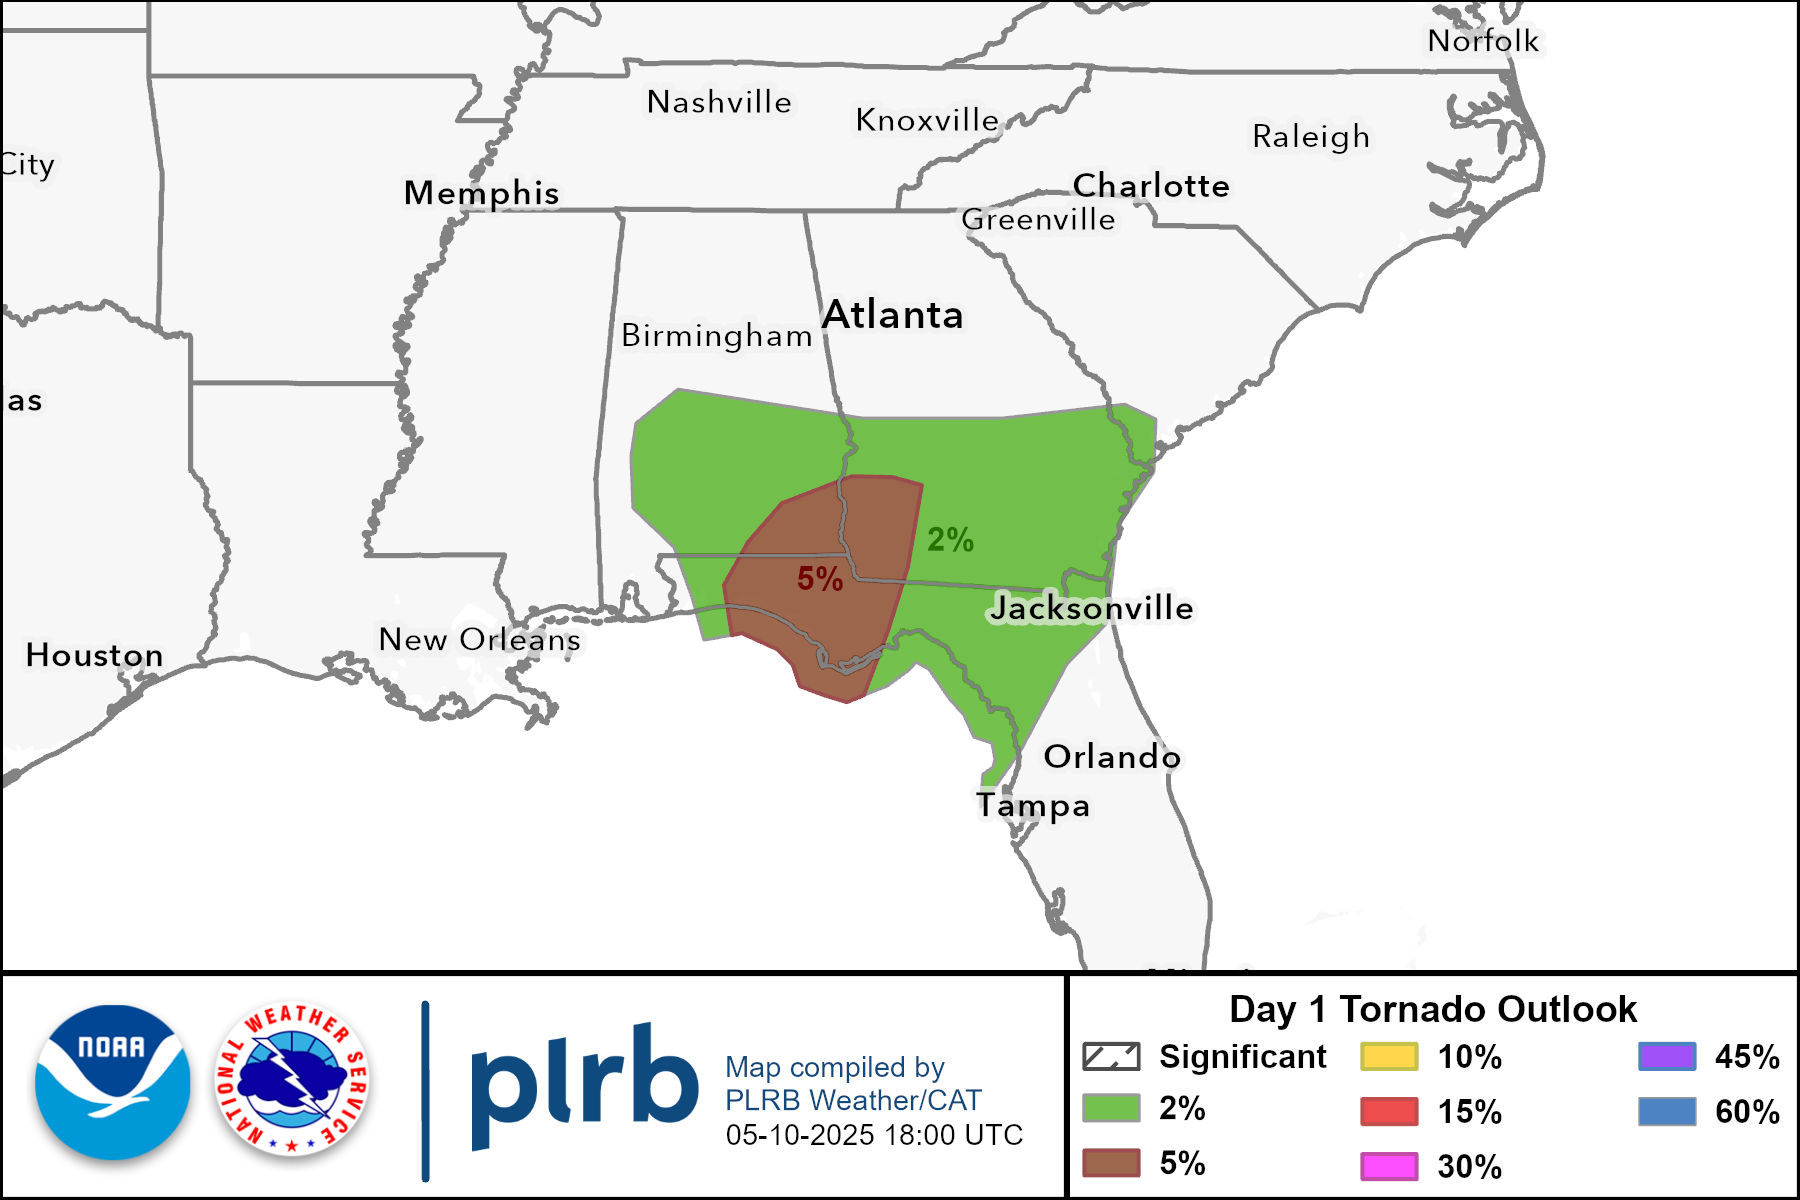 Norfolk
Nashville
Knoxville
Raleigh
City
Memphis
Charlotte
Greenville
Atlanta
Birmingham
as
2%
5%
Jacksonville
New Orleans
Houston
Orlando
Tampa
NOAA
NATIONAL WEATHER SERVICE
plrb
Map compiled by
PLRB Weather/CAT
05-10-2025 18:00 UTC
Day 1 Tornado Outlook
Significant
2%
5%
10%
15%
30%
45%
60%